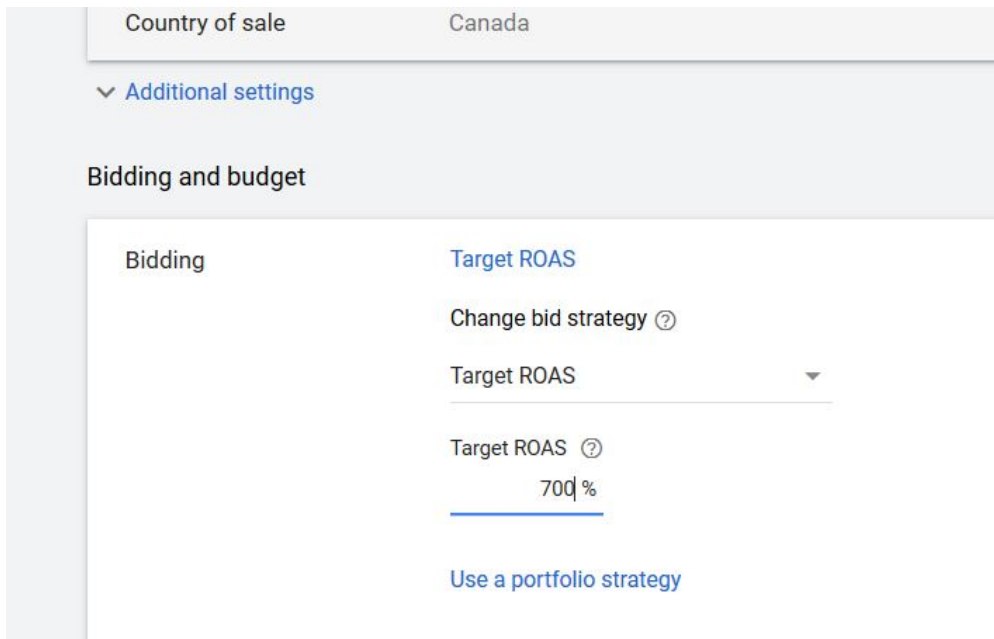 Country of sale Canada
Additional settings
Bidding and budget
Bidding Target ROAS
Change bid strategy
Target ROAS
Target ROAS
700 %
Use a portfolio strategy